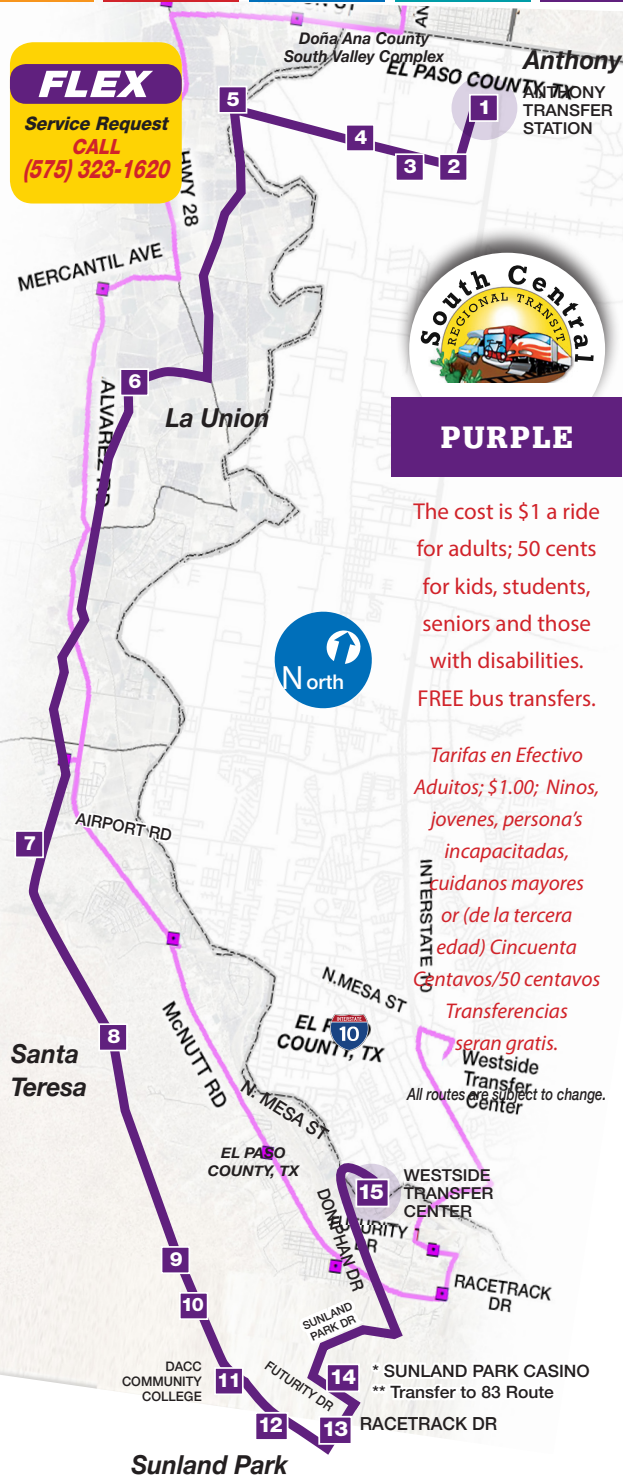 Doña Ana County
South Valley Complex
Anthony
EL PASO COUNTY, TX
ANTHONY
TRANSFER
STATION
FLEX
Service Request
CALL
(575) 323-1620
5
4
3
2
1
HWY 28
MERCANTIL AVE
South Central
REGIONAL TRANSIT
6
ALVAREZ RD
La Union
PURPLE
The cost is $1 a ride
for adults; 50 cents
for kids, students,
seniors and those
with disabilities.
FREE bus transfers.
North
Tarifas en Efectivo
Aduitos; $1.00; Ninos,
jovenes, persona's
incapacitadas,
cuidanos mayores
or (de la tercera
edad) Cincuenta
Centavos/50 centavos
Transferencias
seran gratis.
7
AIRPORT RD
INTERSTATE 10
N.MESA ST
INTERSTATE
10
EL PASO
COUNTY, TX
8
Santa
Teresa
McNUTT RD
Westside
Transfer
Center
All routes are subject to change.
N. MESA ST
EL PASO
COUNTY, TX
15
WESTSIDE
TRANSFER
CENTER
DONIPHAN DR
FUTURITY
DR
9
10
RACETRACK
DR
SUNLAND
PARK DR
DACC
COMMUNITY
COLLEGE
11
FUTURITY DR
14
* SUNLAND PARK CASINO
** Transfer to 83 Route
12
13
RACETRACK DR
Sunland Park